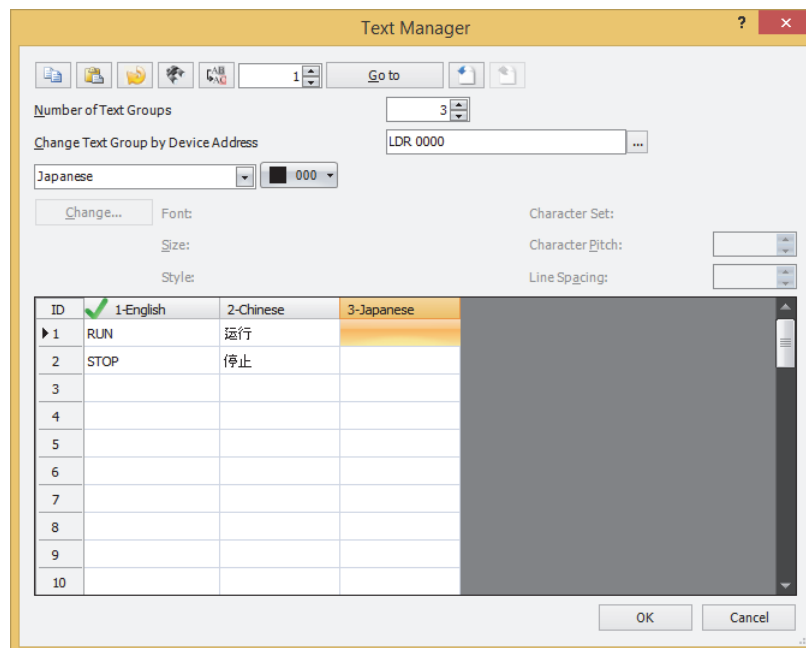 Text Manager
1 Go to
Number of Text Groups 3
Change Text Group by Device Address LDR 0000 ...
Japanese 000
Change... Font: Character Set:
Size: Character Pitch:
Style: Line Spacing:
ID 1-English 2-Chinese 3-Japanese
1 RUN 运行
2 STOP 停止
3
4
5
6
7
8
9
10
OK Cancel